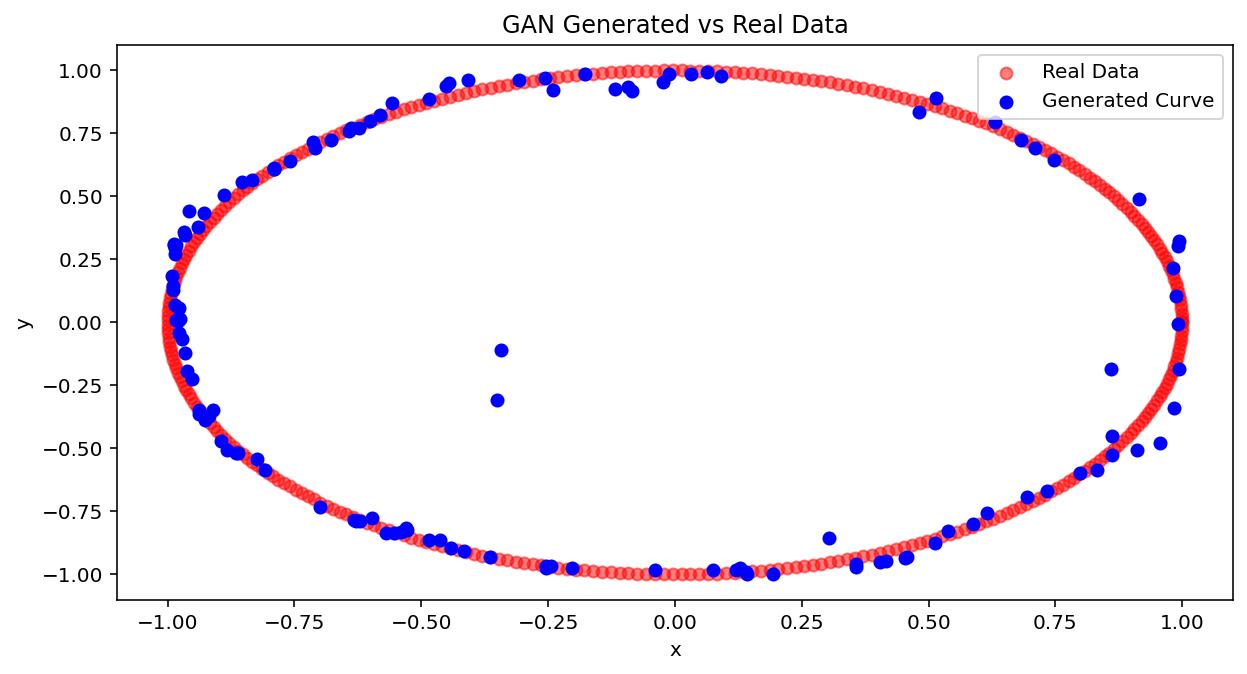 GAN Generated vs Real Data
Real Data
Generated Curve
1.00
0.75
0.50
0.25
0.00
−0.25
−0.50
−0.75
−1.00
y
−1.00 −0.75 −0.50 −0.25 0.00 0.25 0.50 0.75 1.00
x